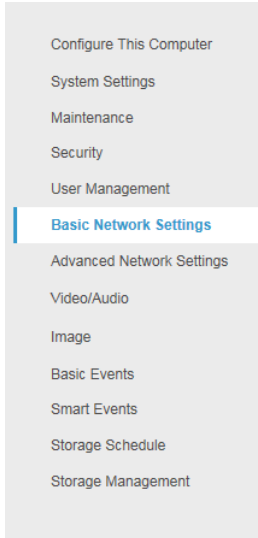 Configure This Computer
System Settings
Maintenance
Security
User Management
Basic Network Settings
Advanced Network Settings
Video/Audio
Image
Basic Events
Smart Events
Storage Schedule
Storage Management